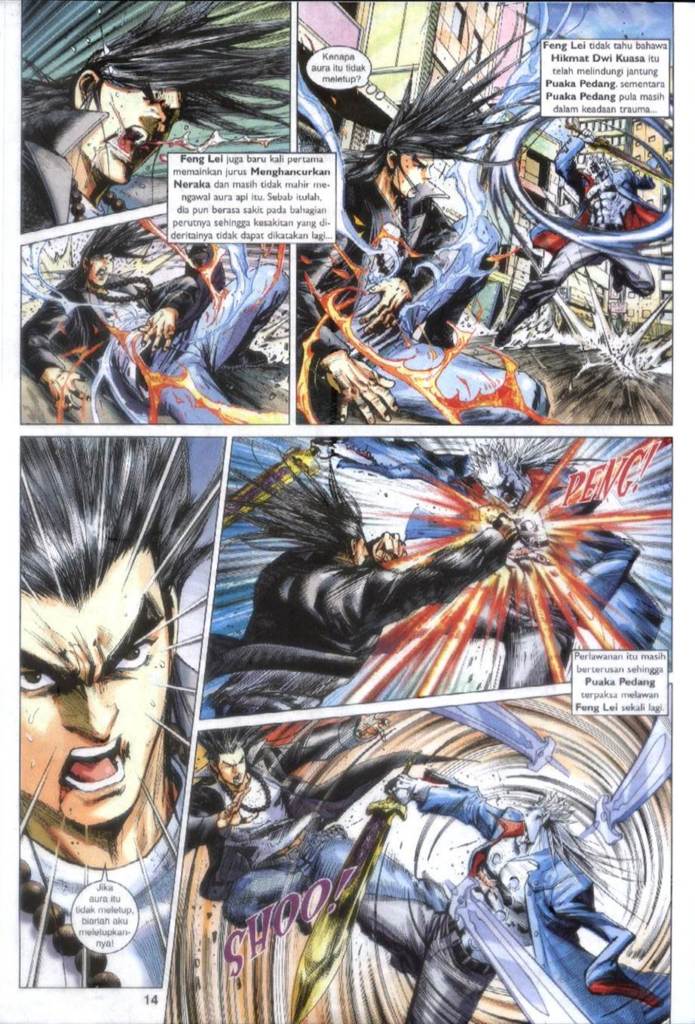 Feng Lei juga baru kali pertama
memainkan jurus Menghancurkan
Neraka dan masih tidak mahir me-
ngawal aura api itu. Sebab itulah,
dia pun berasa sakit pada bahagian
perutnya sehingga kesakitan yang di-
deritainya tidak dapat dikatakan lagi...
Kenapa
aura itu tidak
meletup?
Feng Lei tidak tahu bahawa
Hikmat Dwi Kuasa itu
telah melindungi jantung
Puaka Pedang, sementara
Puaka Pedang pula masih
dalam keadaan trauma...
Jika
aura itu
tidak meletup,
biarlah aku
meletupkan-
nya!
PENG!
Perlawanan itu masih
berterusan sehingga
Puaka Pedang
terpaksa melawan
Feng Lei sekali lagi.
SHOO!
14